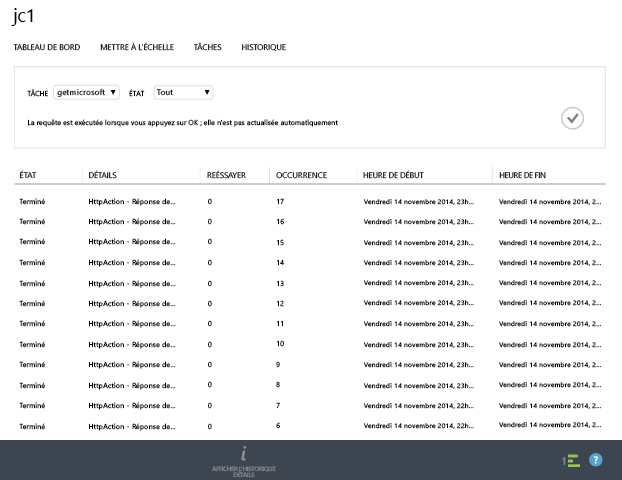 jc1
TABLEAU DE BORD METTRE À L'ÉCHELLE TÂCHES HISTORIQUE
TÂCHE getmicrosoft ÉTAT Tout
La requête est exécutée lorsque vous appuyez sur OK ; elle n'est pas actualisée automatiquement
ÉTAT DÉTAILS REÉSSAYER OCCURRENCE HEURE DE DÉBUT HEURE DE FIN
Terminé HttpAction - Réponse de... 0 17 Vendredi 14 novembre 2014, 23h... Vendredi 14 novembre 2014, 2...
Terminé HttpAction - Réponse de... 0 16 Vendredi 14 novembre 2014, 23h... Vendredi 14 novembre 2014, 2...
Terminé HttpAction - Réponse de... 0 15 Vendredi 14 novembre 2014, 23h... Vendredi 14 novembre 2014, 2...
Terminé HttpAction - Réponse de... 0 14 Vendredi 14 novembre 2014, 23h... Vendredi 14 novembre 2014, 2...
Terminé HttpAction - Réponse de... 0 13 Vendredi 14 novembre 2014, 23h... Vendredi 14 novembre 2014, 2...
Terminé HttpAction - Réponse de... 0 12 Vendredi 14 novembre 2014, 23h... Vendredi 14 novembre 2014, 2...
Terminé HttpAction - Réponse de... 0 11 Vendredi 14 novembre 2014, 23h... Vendredi 14 novembre 2014, 2...
Terminé HttpAction - Réponse de... 0 10 Vendredi 14 novembre 2014, 23h... Vendredi 14 novembre 2014, 2...
Terminé HttpAction - Réponse de... 0 9 Vendredi 14 novembre 2014, 23h... Vendredi 14 novembre 2014, 2...
Terminé HttpAction - Réponse de... 0 8 Vendredi 14 novembre 2014, 23h... Vendredi 14 novembre 2014, 2...
Terminé HttpAction - Réponse de... 0 7 Vendredi 14 novembre 2014, 22h... Vendredi 14 novembre 2014, 2...
Terminé HttpAction - Réponse de... 0 6 Vendredi 14 novembre 2014, 22h... Vendredi 14 novembre 2014, 2...
i 1 ?
AFFICHER L'HISTORIQUE
DÉTAILS